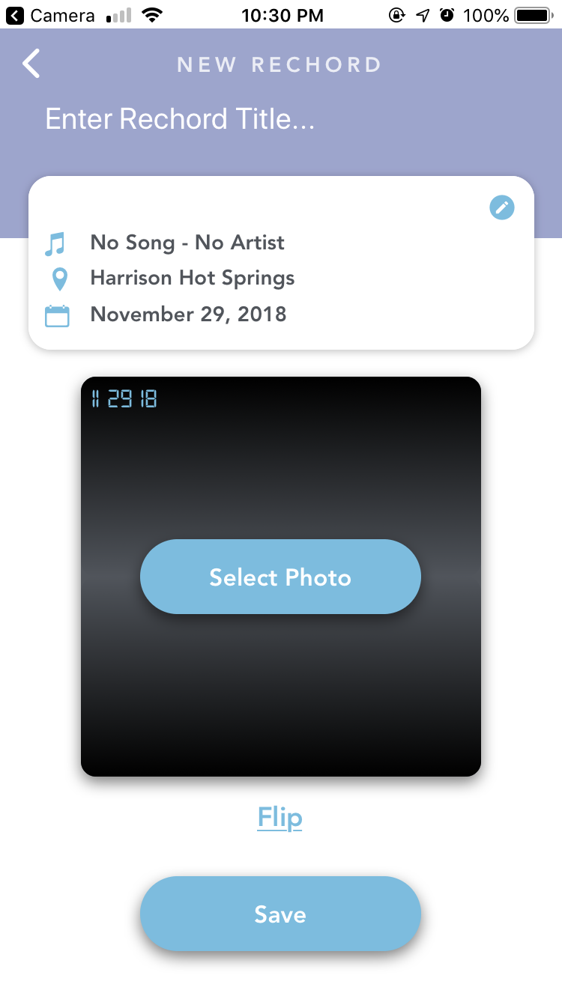 Camera 10:30 PM 100%
NEW RECHORD
Enter Rechord Title...
No Song - No Artist
Harrison Hot Springs
November 29, 2018
11 29 18
Select Photo
Flip
Save